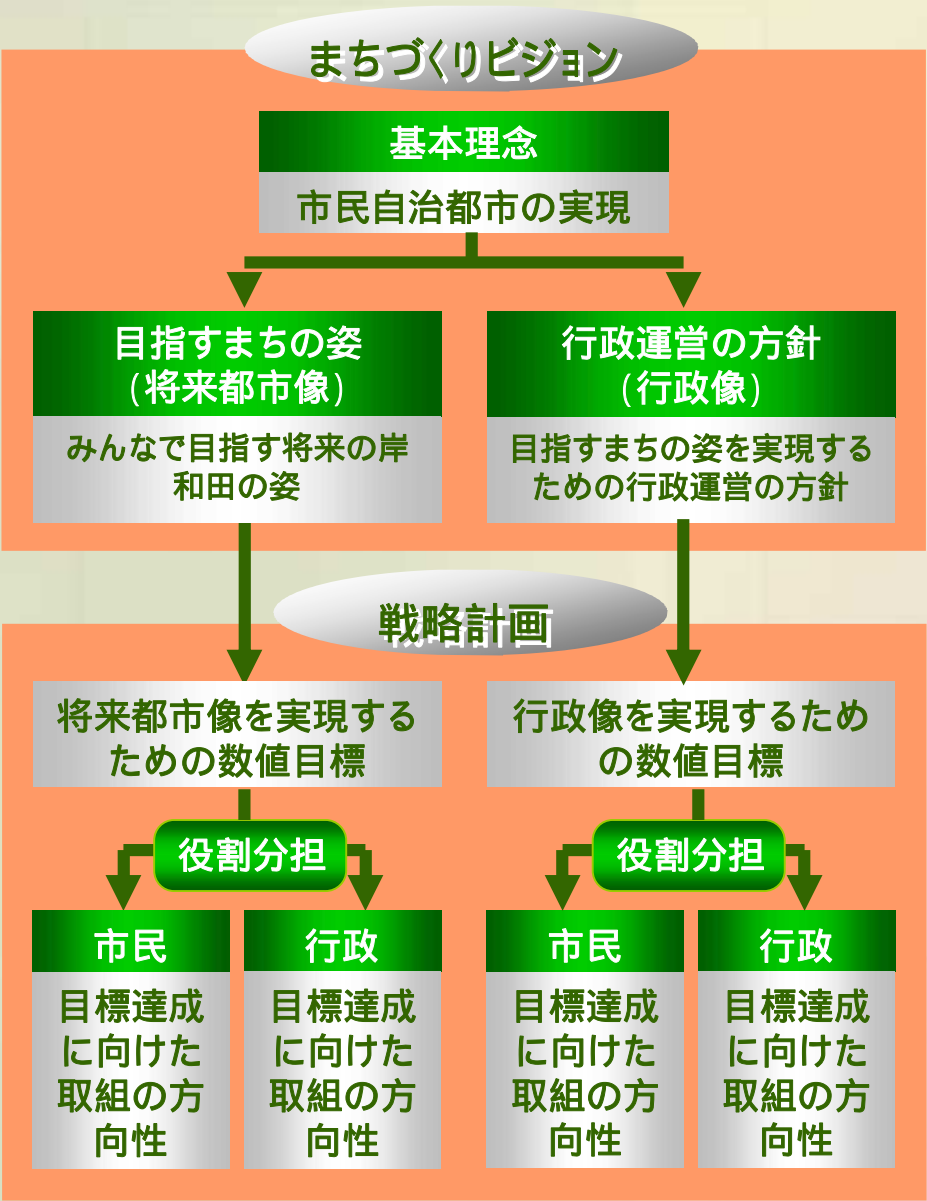 まちづくりビジョン
基本理念
市民自治都市の実現
目指すまちの姿
(将来都市像)
みんなで目指す将来の岸
和田の姿
行政運営の方針
(行政像)
目指すまちの姿を実現する
ための行政運営の方針
戦略計画
将来都市像を実現する
ための数値目標
役割分担
市民
目標達成
に向けた
取組の方
向性
行政
目標達成
に向けた
取組の方
向性
行政像を実現するため
の数値目標
役割分担
市民
目標達成
に向けた
取組の方
向性
行政
目標達成
に向けた
取組の方
向性